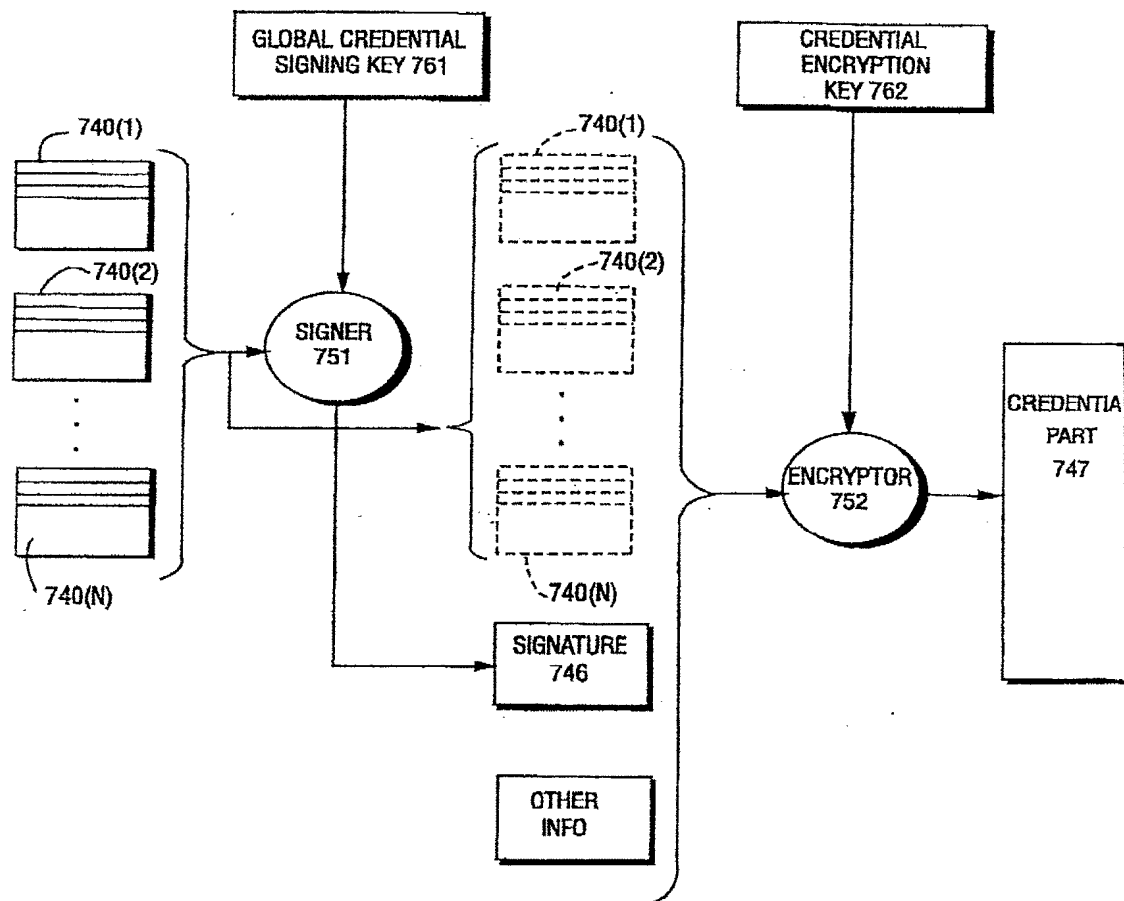 GLOBAL CREDENTIAL
SIGNING KEY 761
CREDENTIAL
ENCRYPTION
KEY 762
740(1)
740(1)
740(2)
740(2)
SIGNER
751
CREDENTIA
PART
747
ENCRYPTOR
752
740(N)
740(N)
SIGNATURE
746
OTHER
INFO